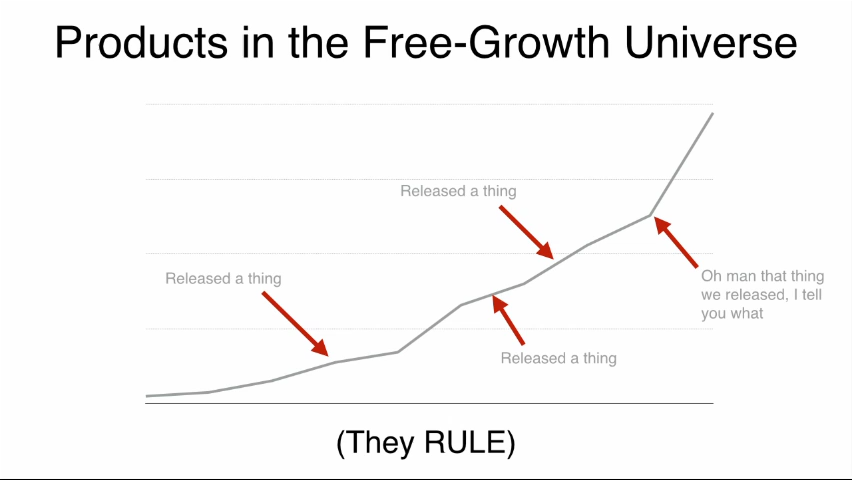 Products in the Free-Growth Universe
Released a thing
Released a thing
Oh man that thing
we released, I tell
you what
Released a thing
(They RULE)